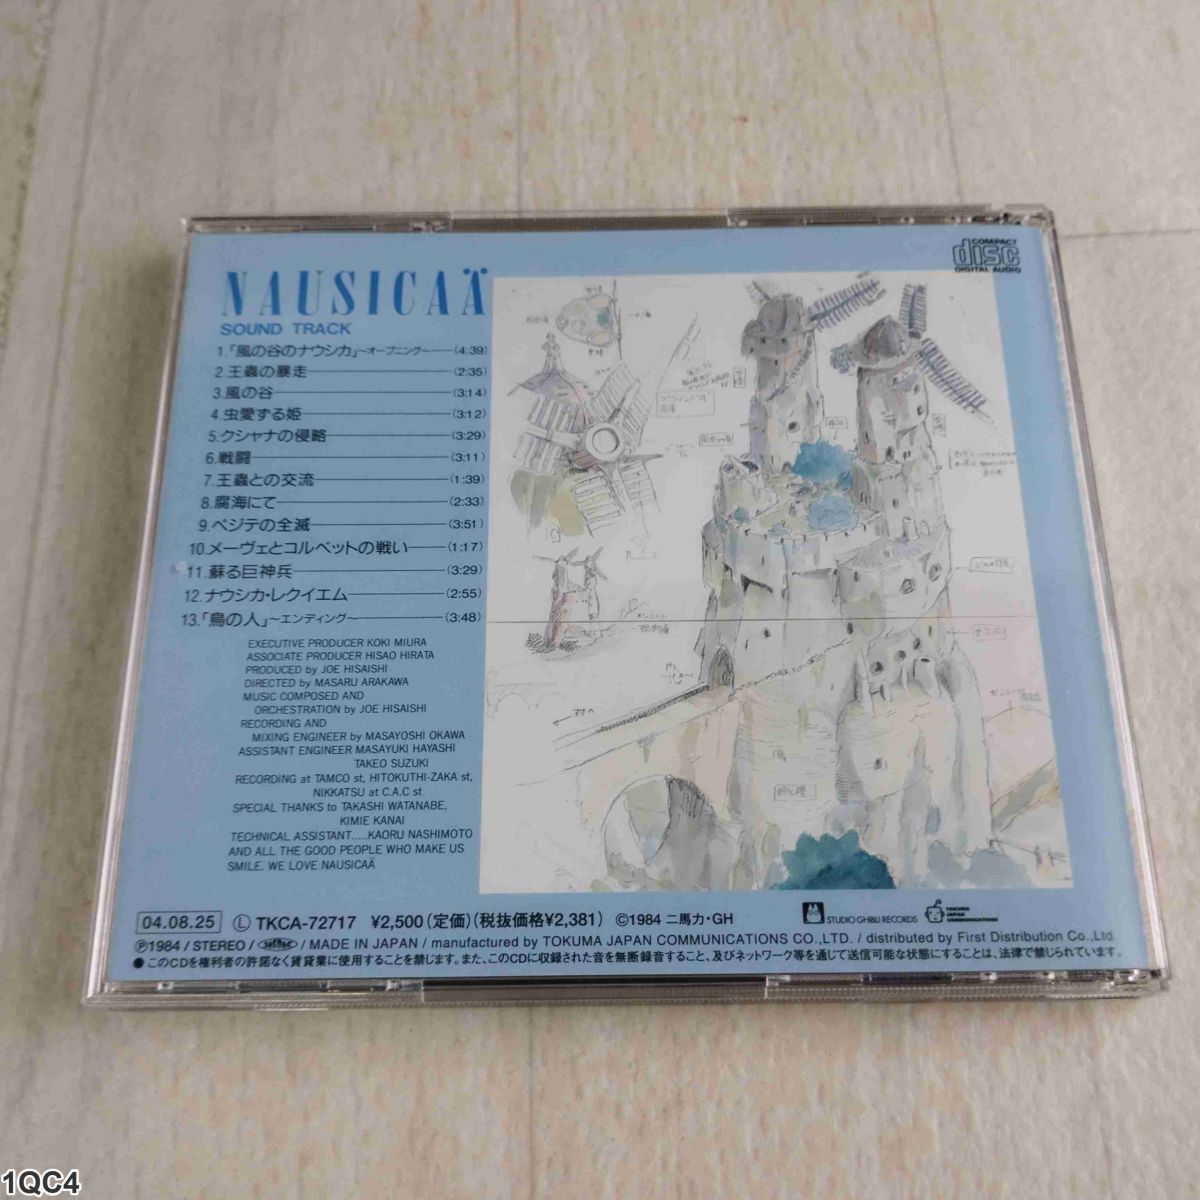 COMPACT
disc
DIGITAL AUDIO
NAUSICAÄ
SOUND TRACK
1.「風の谷のナウシカ」〜オープニング〜 (4:39)
2.王蟲の暴走 (2:35)
3.風の谷 (3:14)
4.虫愛ずる姫 (3:12)
5.クシャナの侵略 (3:29)
6.戦闘 (3:11)
7.王蟲との交流 (1:39)
8.腐海にて (2:33)
9.ペジテの全滅 (3:51)
10.メーヴェとコルベットの戦い (1:17)
11.蘇る巨神兵 (3:29)
12.ナウシカ・レクイエム (2:55)
13.「鳥の人」〜エンディング〜 (3:48)
EXECUTIVE PRODUCER KOKI MIURA
ASSOCIATE PRODUCER HISAO HIRATA
PRODUCED by JOE HISAISHI
DIRECTED by MASARU ARAKAWA
MUSIC COMPOSED AND
ORCHESTRATION by JOE HISAISHI
RECORDING AND
MIXING ENGINEER by MASAYOSHI OKAWA
ASSISTANT ENGINEER MASAYUKI HAYASHI
TAKEO SUZUKI
RECORDING at TAMCO st, HITOKUTHI-ZAKA st,
NIKKATSU at C.A.C st
SPECIAL THANKS to TAKASHI WATANABE,
KIMIE KANAI
TECHNICAL ASSISTANT.....KAORU NASHIMOTO
AND ALL THE GOOD PEOPLE WHO MAKE US
SMILE. WE LOVE NAUSICAÄ
04.08.25 Ⓛ TKCA-72717 ¥2,500(定価)(税抜価格¥2,381) ©1984 二馬力・GH STUDIO GHIBLI RECORDS TOKUMA JAPAN COMMUNICATIONS
℗1984 / STEREO / / MADE IN JAPAN / manufactured by TOKUMA JAPAN COMMUNICATIONS CO.,LTD. / distributed by First Distribution Co.,Ltd.
●このCDを権利者の許諾なく賃貸業に使用することを禁じます。また、このCDに収録された音を無断録音すること、及びネットワーク等を通じて送信可能な状態にすることは、法律で禁じられています。
1QC4